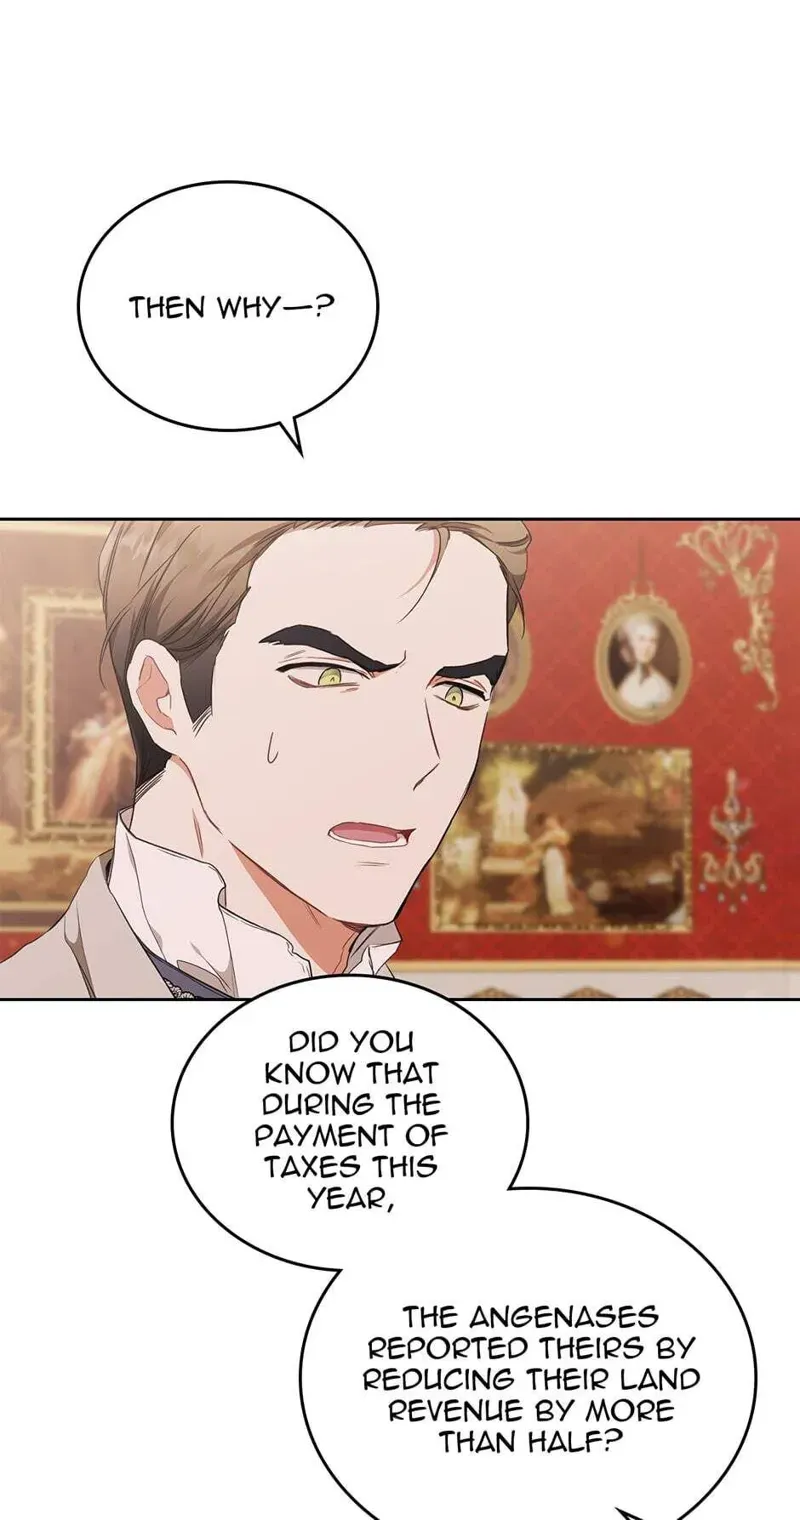 THEN WHY—?
DID YOU
KNOW THAT
DURING THE
PAYMENT OF
TAXES THIS
YEAR,
THE ANGENASES
REPORTED THEIRS BY
REDUCING THEIR LAND
REVENUE BY MORE
THAN HALF?